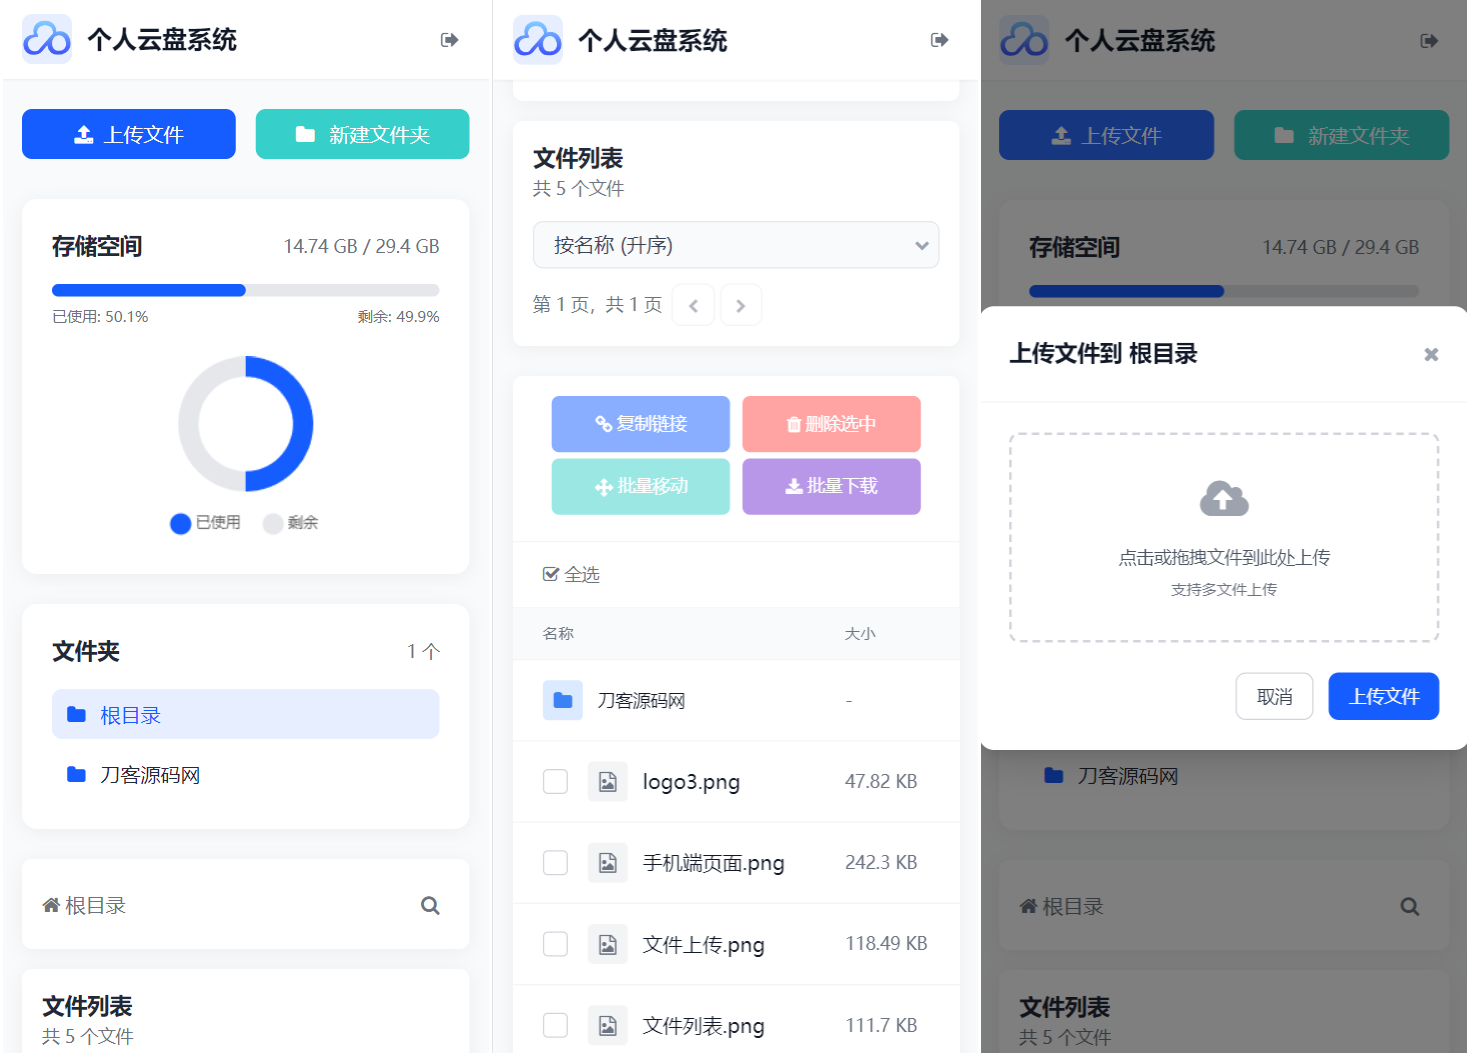 个人云盘系统
上传文件
新建文件夹
存储空间
14.74 GB / 29.4 GB
已使用: 50.1%
剩余: 49.9%
已使用
剩余
文件夹
1 个
根目录
刀客源码网
根目录
文件列表
共 5 个文件
个人云盘系统
文件列表
共 5 个文件
按名称 (升序)
第 1 页, 共 1 页
复制链接
删除选中
批量移动
批量下载
全选
名称
大小
刀客源码网
-
logo3.png
47.82 KB
手机端页面.png
242.3 KB
文件上传.png
118.49 KB
文件列表.png
111.7 KB
个人云盘系统
上传文件
新建文件夹
存储空间
14.74 GB / 29.4 GB
上传文件到 根目录
点击或拖拽文件到此处上传
支持多文件上传
取消
上传文件
刀客源码网
根目录
文件列表
共 5 个文件